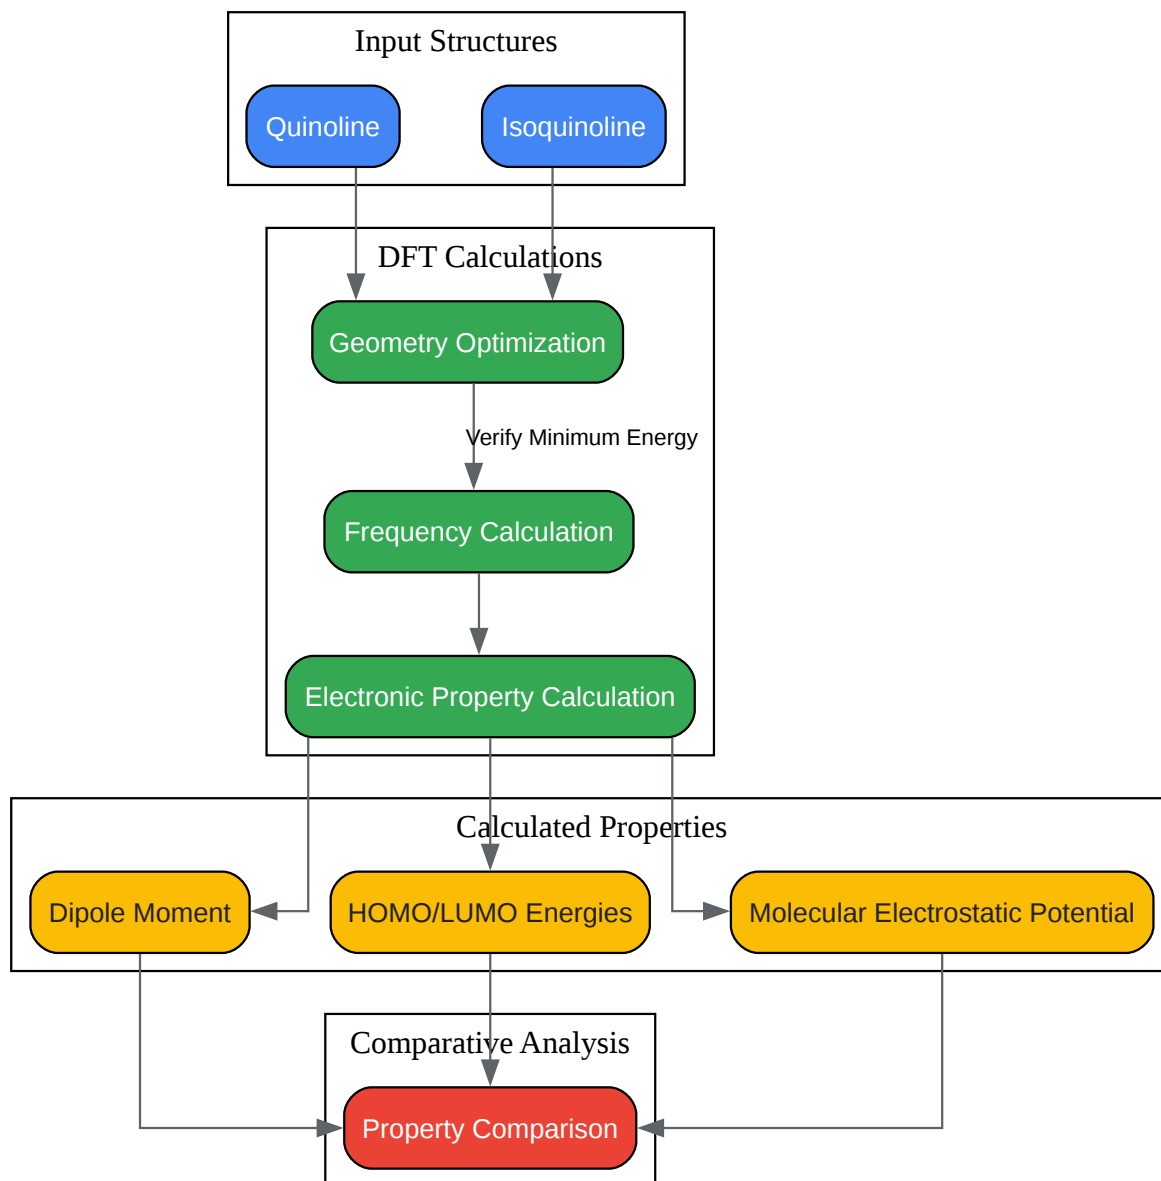 Input Structures
Quinoline
Isoquinoline
DFT Calculations
Geometry Optimization
Verify Minimum Energy
Frequency Calculation
Electronic Property Calculation
Calculated Properties
Dipole Moment
HOMO/LUMO Energies
Molecular Electrostatic Potential
Comparative Analysis
Property Comparison